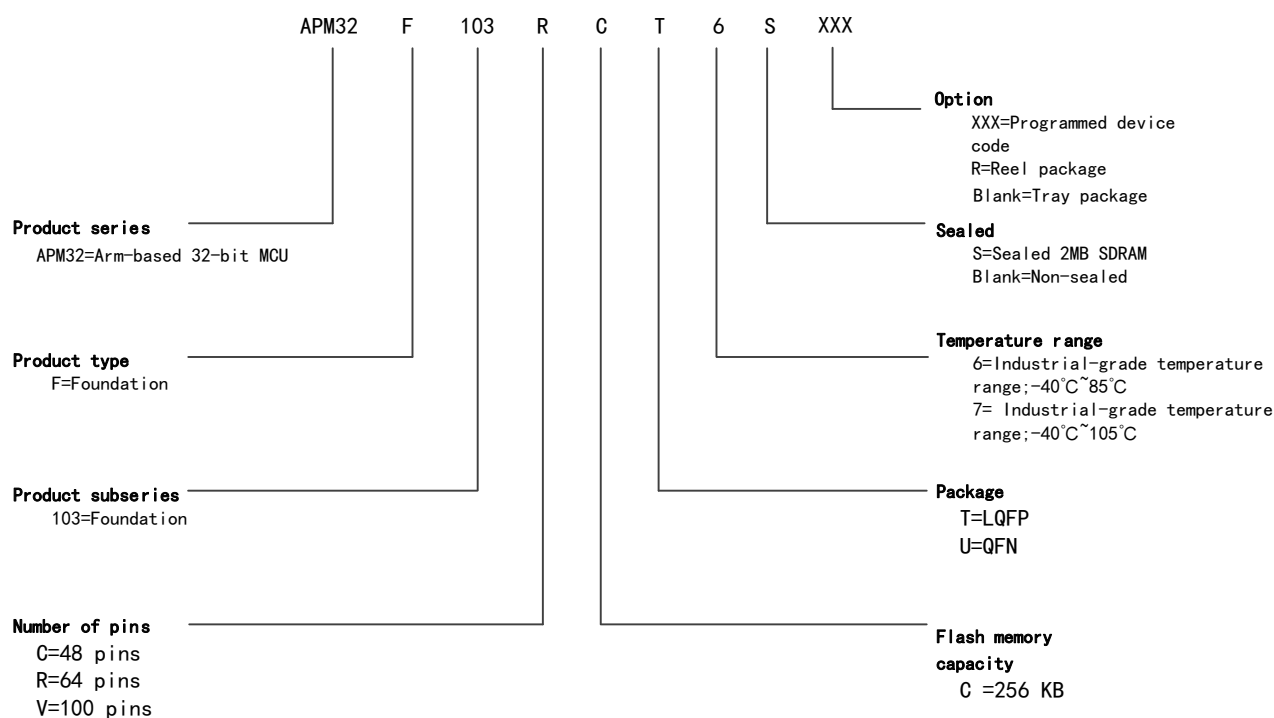 APM32 F 103 R C T 6 S XXX
Option
XXX=Programmed device
code
R=Reel package
Blank=Tray package
Product series
APM32=Arm-based 32-bit MCU
Sealed
S=Sealed 2MB SDRAM
Blank=Non-sealed
Product type
F=Foundation
Temperature range
6=Industrial-grade temperature
range;-40℃~85℃
7= Industrial-grade temperature
range;-40℃~105℃
Product subseries
103=Foundation
Package
T=LQFP
U=QFN
Number of pins
C=48 pins
R=64 pins
V=100 pins
Flash memory
capacity
C =256 KB